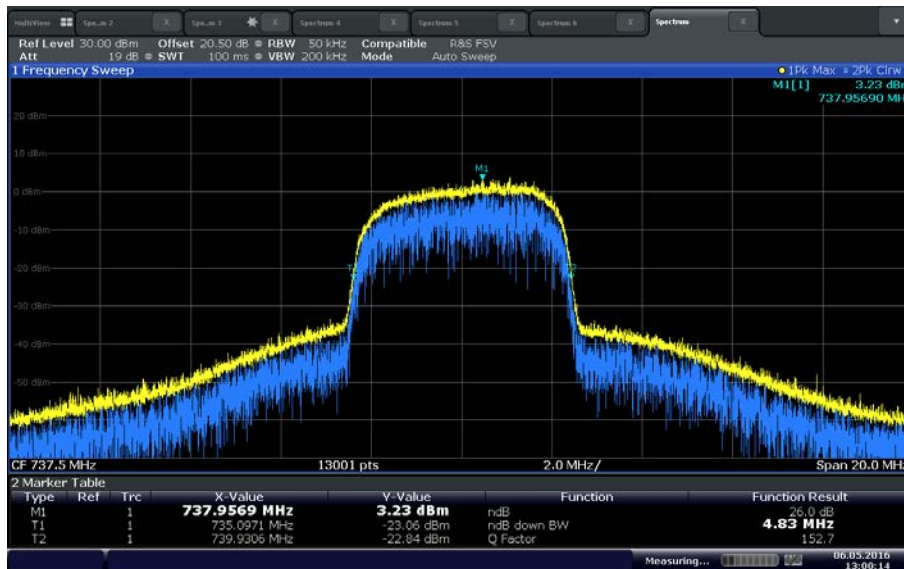 MultiView Spe...m 2 X Spe...m 3 X Spectrum 4 X Spectrum 5 X Spectrum 6 X Spectrum X
Ref Level 30.00 dBm Offset 20.50 dB RBW 50 kHz Compatible R&S FSV
Att 19 dB SWT 100 ms VBW 200 kHz Mode Auto Sweep
1 Frequency Sweep 1Pk Max 2Pk Clrw
M1[1] 3.23 dBm
737.95690 MH
20 dBm
10 dBm
M1
0 dBm
-10 dBm
-20 dBm
T2
-30 dBm
-40 dBm
-50 dBm
CF 737.5 MHz 13001 pts 2.0 MHz/ Span 20.0 MHz
2 Marker Table
Type Ref Trc X-Value Y-Value Function Function Result
M1 1 737.9569 MHz 3.23 dBm ndB 26.0 dB
T1 1 735.0971 MHz -23.06 dBm ndB down BW 4.83 MHz
T2 1 739.9306 MHz -22.84 dBm Q Factor 152.7
Measuring... 06.05.2016
13:00:14